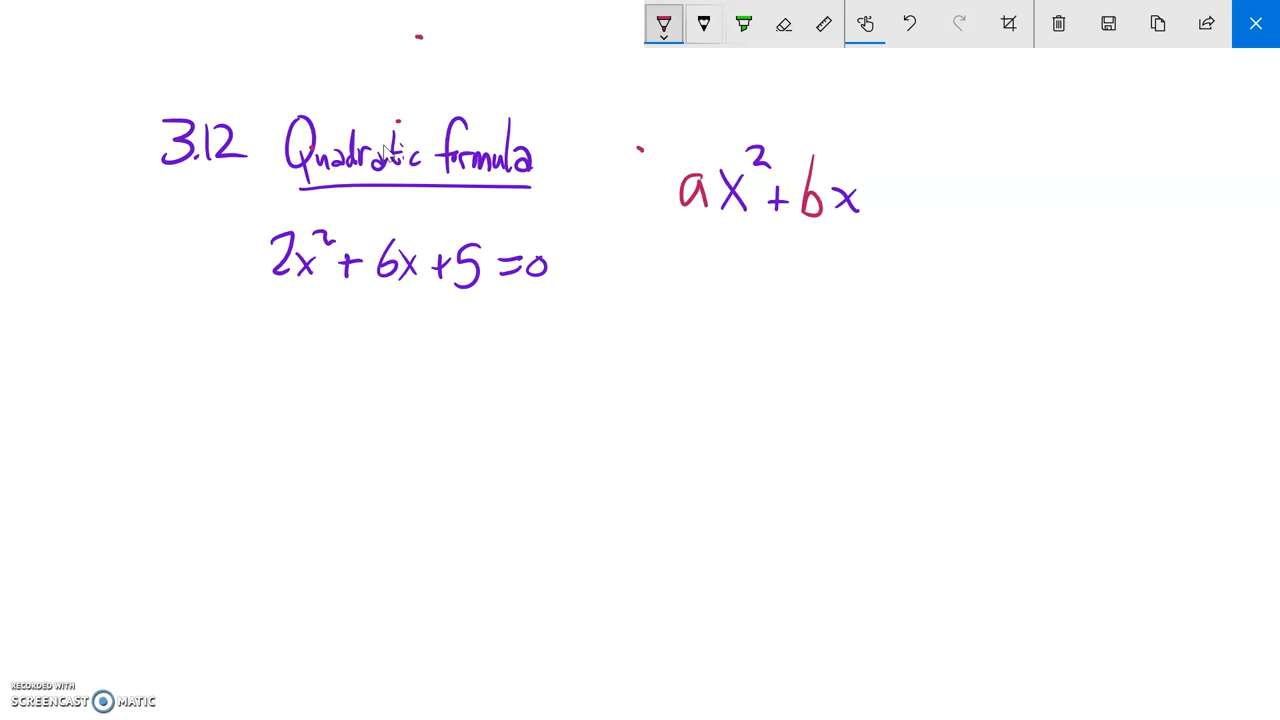 3.12 Quadratic formula
ax² + bx
2x² + 6x + 5 = 0
RECORDED WITH
SCREENCAST MATIC